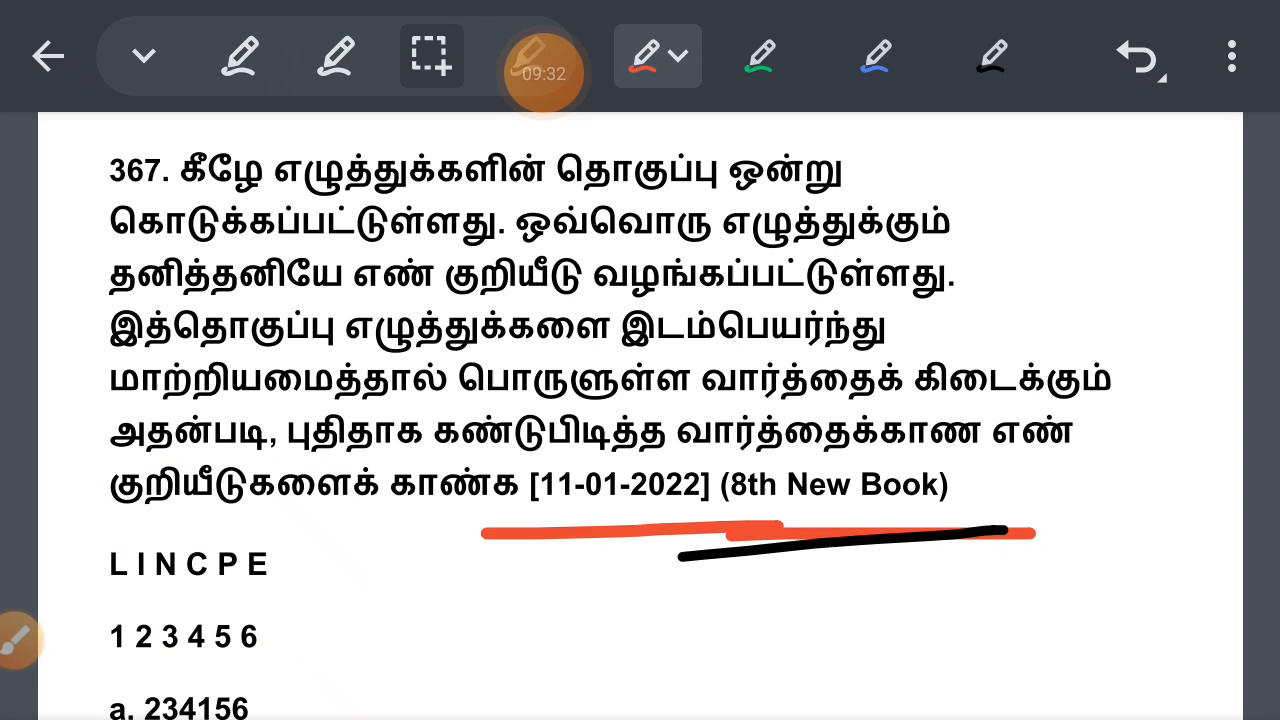 09:32
367. கீழே எழுத்துக்களின் தொகுப்பு ஒன்று
கொடுக்கப்பட்டுள்ளது. ஒவ்வொரு எழுத்துக்கும்
தனித்தனியே எண் குறியீடு வழங்கப்பட்டுள்ளது.
இத்தொகுப்பு எழுத்துக்களை இடம்பெயர்ந்து
மாற்றியமைத்தால் பொருளுள்ள வார்த்தைக் கிடைக்கும்
அதன்படி, புதிதாக கண்டுபிடித்த வார்த்தைக்காண எண்
குறியீடுகளைக் காண்க [11-01-2022] (8th New Book)
L I N C P E
1 2 3 4 5 6
a. 234156